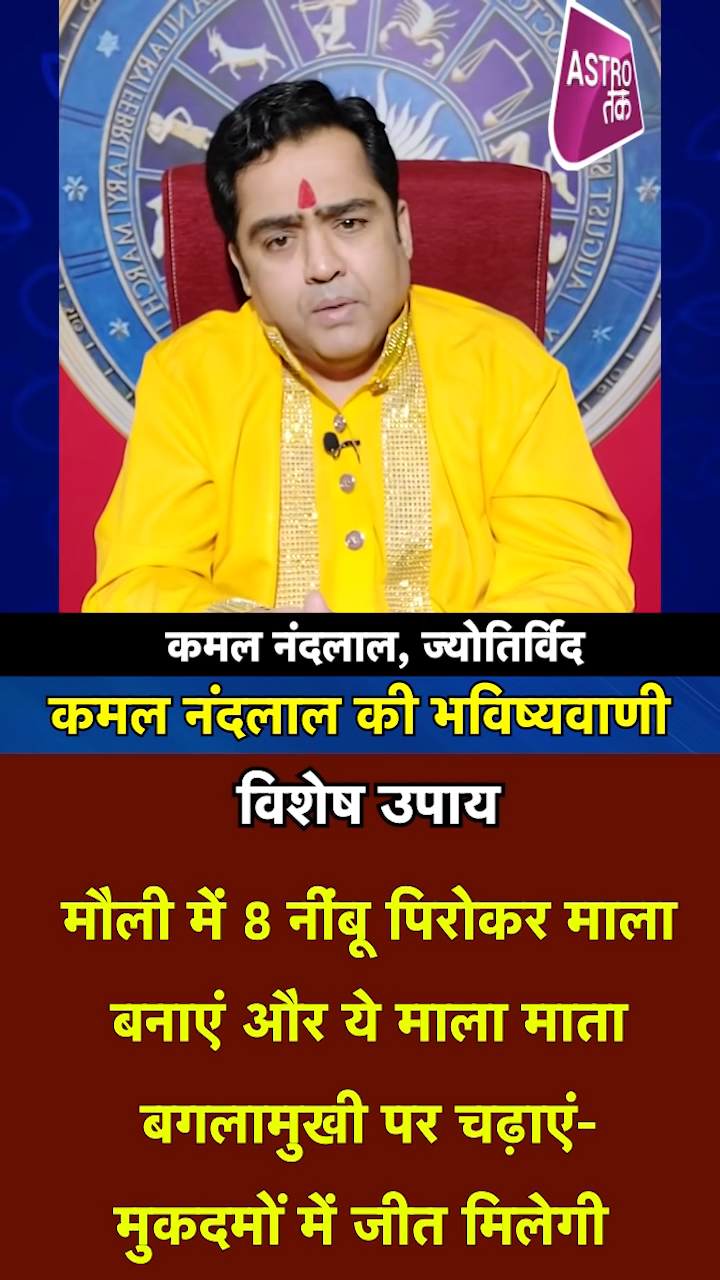 ASTRO
तक
कमल नंदलाल, ज्योतिर्विद
कमल नंदलाल की भविष्यवाणी
विशेष उपाय
मौली में 8 नींबू पिरोकर माला
बनाएं और ये माला माता
बगलामुखी पर चढ़ाएं-
मुकदमों में जीत मिलेगी